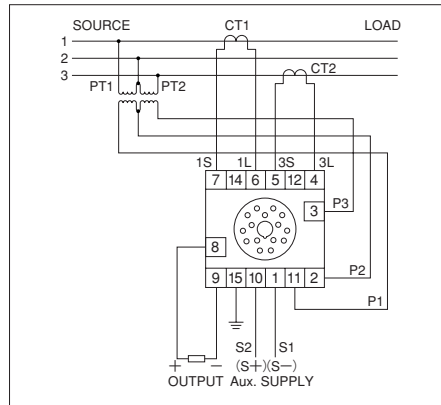 SOURCE CT1 LOAD
1
2
3 CT2
PT1 PT2
1S 1L 3S 3L
7 14 6 5 12 4
3 P3
8
P2
9 15 10 1 11 2
P1
S2 S1
+ − (S+)(S−)
OUTPUT Aux. SUPPLY